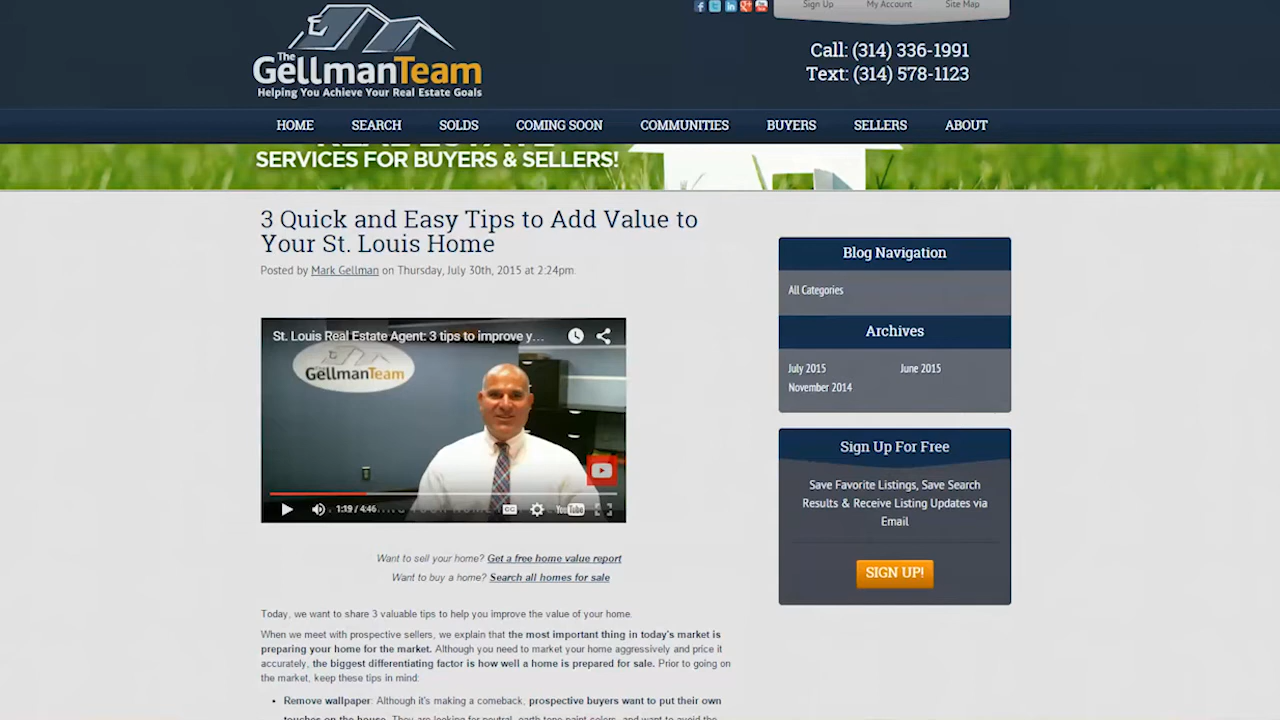 Sign Up
My Account
Site Map
The
GellmanTeam
Helping You Achieve Your Real Estate Goals
Call: (314) 336-1991
Text: (314) 578-1123
HOME
SEARCH
SOLDS
COMING SOON
COMMUNITIES
BUYERS
SELLERS
ABOUT
REAL ESTATE
SERVICES FOR BUYERS & SELLERS!
3 Quick and Easy Tips to Add Value to
Your St. Louis Home
Posted by Mark Gellman on Thursday, July 30th, 2015 at 2:24pm.
St. Louis Real Estate Agent: 3 tips to improve y...
GellmanTeam
1:19 / 4:46
CC
YouTube
Want to sell your home? Get a free home value report
Want to buy a home? Search all homes for sale
Today, we want to share 3 valuable tips to help you improve the value of your home.
When we meet with prospective sellers, we explain that the most important thing in today's market is
preparing your home for the market. Although you need to market your home aggressively and price it
accurately, the biggest differentiating factor is how well a home is prepared for sale. Prior to going on
the market, keep these tips in mind:
• Remove wallpaper: Although it's making a comeback, prospective buyers want to put their own
touches on the house. They are looking for neutral, earth tone paint colors, and want to avoid the
Blog Navigation
All Categories
Archives
July 2015
June 2015
November 2014
Sign Up For Free
Save Favorite Listings, Save Search
Results & Receive Listing Updates via
Email
SIGN UP!